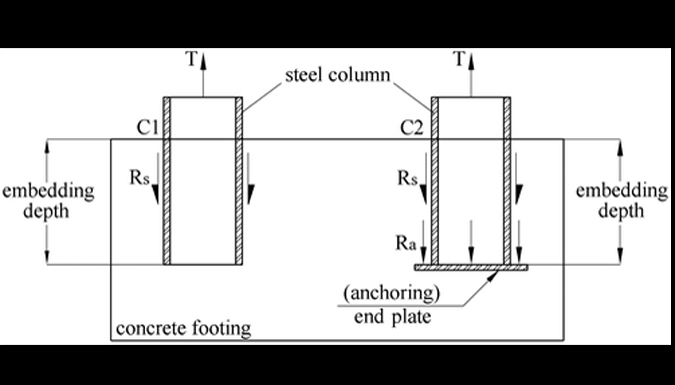 T
T
steel column
C1
C2
Rs
Rs
embedding
depth
embedding
depth
Ra
(anchoring)
end plate
concrete footing